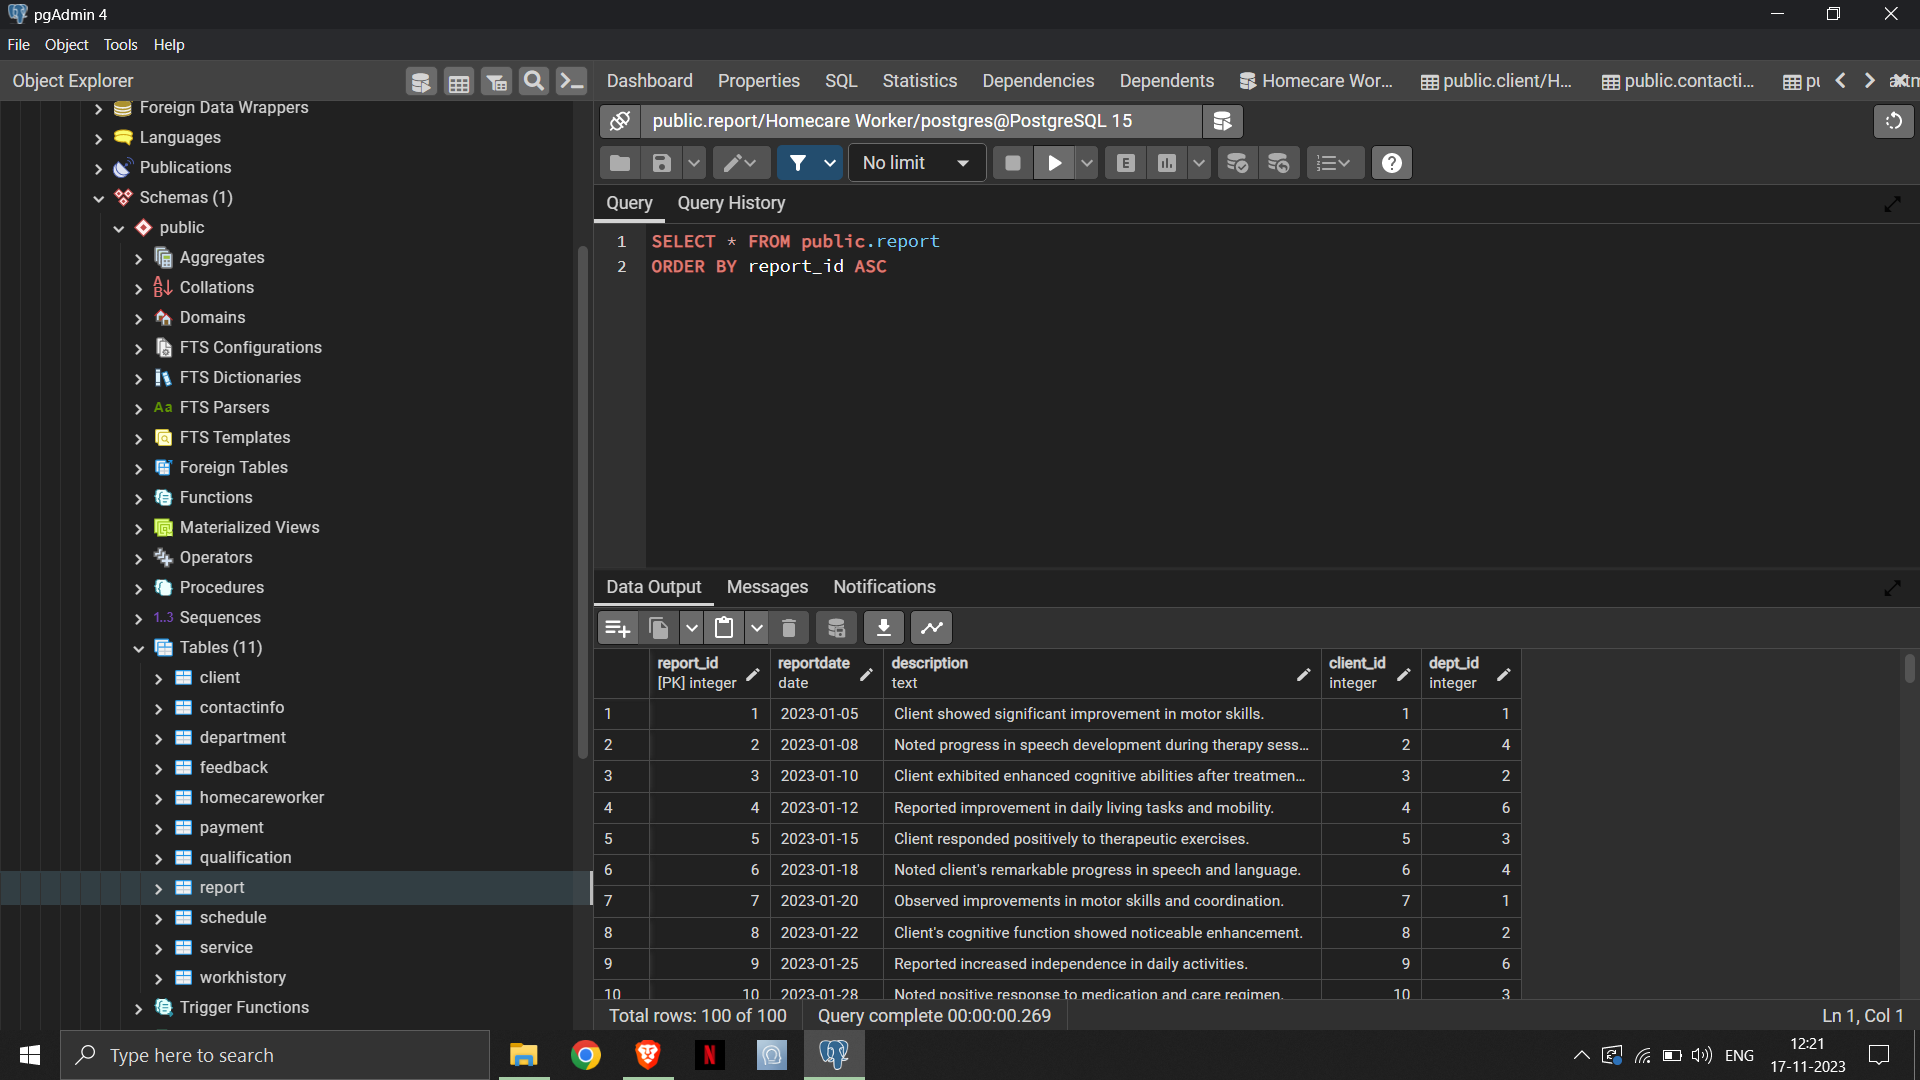 pgAdmin 4
File Object Tools Help
Object Explorer
Foreign Data Wrappers
Languages
Publications
Schemas (1)
public
Aggregates
Collations
Domains
FTS Configurations
FTS Dictionaries
Aa FTS Parsers
FTS Templates
Foreign Tables
Functions
Materialized Views
Operators
Procedures
1..3 Sequences
Tables (11)
client
contactinfo
department
feedback
homecareworker
payment
qualification
report
schedule
service
workhistory
Trigger Functions
Dashboard Properties SQL Statistics Dependencies Dependents Homecare Wor... public.client/H... public.contacti...
public.report/Homecare Worker/postgres@PostgreSQL 15
No limit E
Query Query History
1 SELECT * FROM public.report
2 ORDER BY report_id ASC
Data Output Messages Notifications
report_id reportdate description client_id dept_id
[PK] integer date text integer integer
1 1 2023-01-05 Client showed significant improvement in motor skills. 1 1
2 2 2023-01-08 Noted progress in speech development during therapy sess... 2 4
3 3 2023-01-10 Client exhibited enhanced cognitive abilities after treatmen... 3 2
4 4 2023-01-12 Reported improvement in daily living tasks and mobility. 4 6
5 5 2023-01-15 Client responded positively to therapeutic exercises. 5 3
6 6 2023-01-18 Noted client's remarkable progress in speech and language. 6 4
7 7 2023-01-20 Observed improvements in motor skills and coordination. 7 1
8 8 2023-01-22 Client's cognitive function showed noticeable enhancement. 8 2
9 9 2023-01-25 Reported increased independence in daily activities. 9 6
10 10 2023-01-28 Noted positive response to medication and care regimen. 10 3
Total rows: 100 of 100 Query complete 00:00:00.269 Ln 1, Col 1
Type here to search
N
ENG
12:21
17-11-2023